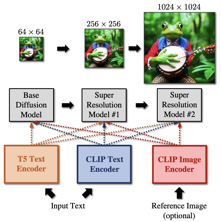 1024 × 1024
256 × 256
64 × 64
Base
Diffusion
Model
Super
Resolution
Model #1
Super
Resolution
Model #2
T5 Text
Encoder
CLIP Text
Encoder
CLIP Image
Encoder
Input Text
Reference Image
(optional)